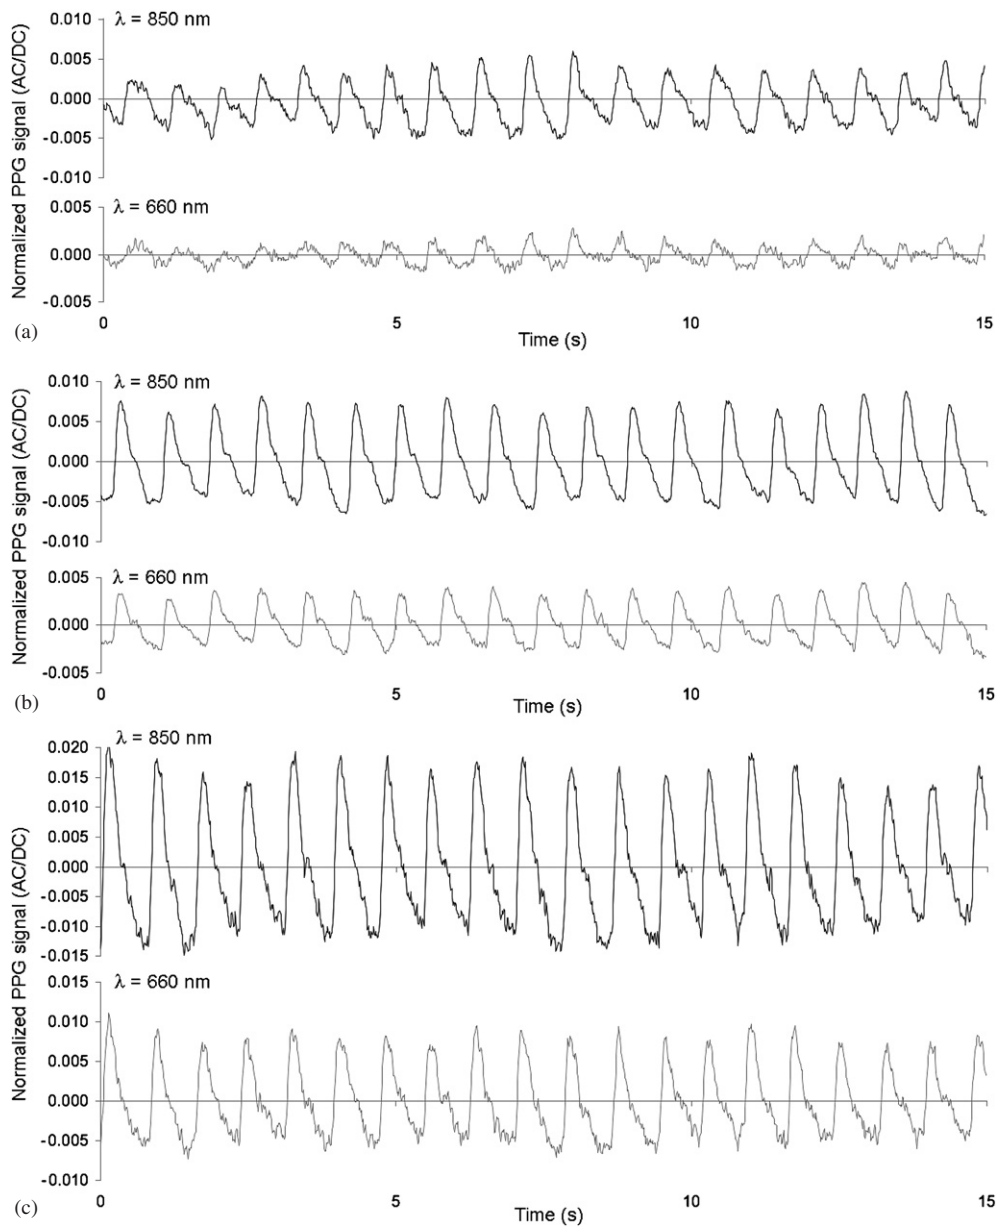 λ = 850 nm
0.010
0.005
0.000
-0.005
-0.010
Normalized PPG signal (AC/DC)
λ = 660 nm
0.005
0.000
-0.005
0 5 10 15
Time (s)
(a)
λ = 850 nm
0.010
0.005
0.000
-0.005
-0.010
Normalized PPG signal (AC/DC)
λ = 660 nm
0.005
0.000
-0.005
0 5 10 15
Time (s)
(b)
λ = 850 nm
0.020
0.015
0.010
0.005
0.000
-0.005
-0.010
-0.015
Normalized PPG signal (AC/DC)
λ = 660 nm
0.015
0.010
0.005
0.000
-0.005
-0.010
0 5 10 15
Time (s)
(c)